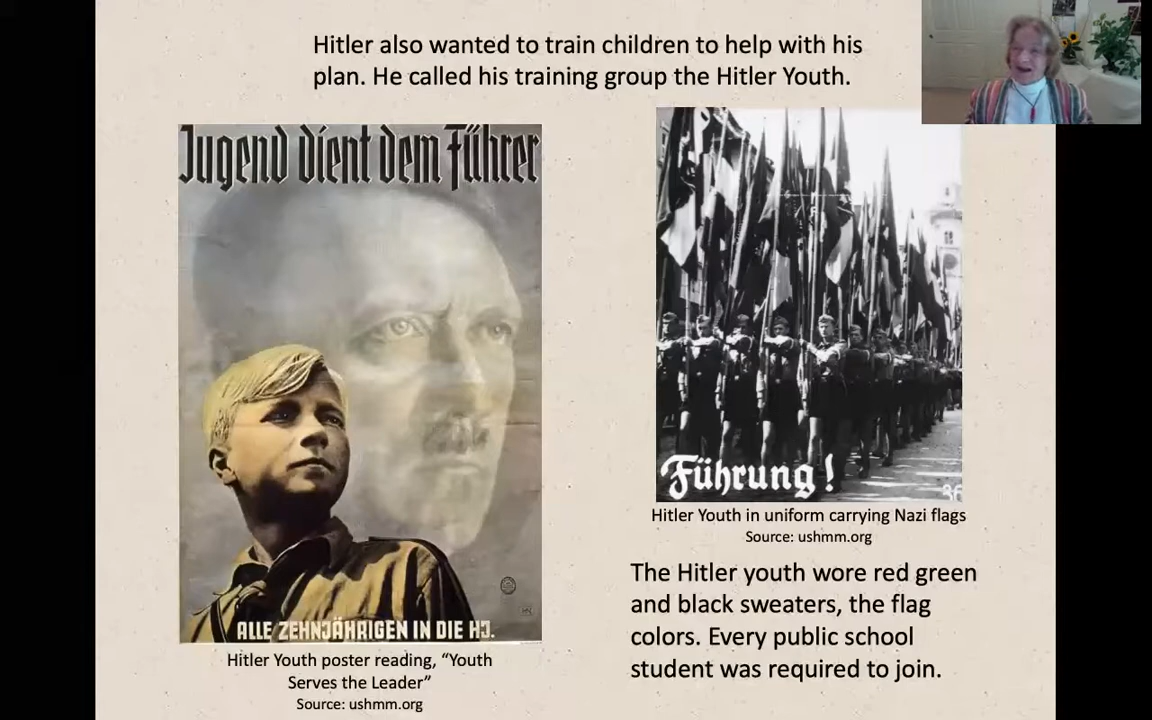 Hitler also wanted to train children to help with his
plan. He called his training group the Hitler Youth.
Jugend dient dem Führer
ALLE ZEHNJÄHRIGEN IN DIE HJ.
Hitler Youth poster reading, “Youth
Serves the Leader”
Source: ushmm.org
Führung!
Hitler Youth in uniform carrying Nazi flags
Source: ushmm.org
The Hitler youth wore red green
and black sweaters, the flag
colors. Every public school
student was required to join.